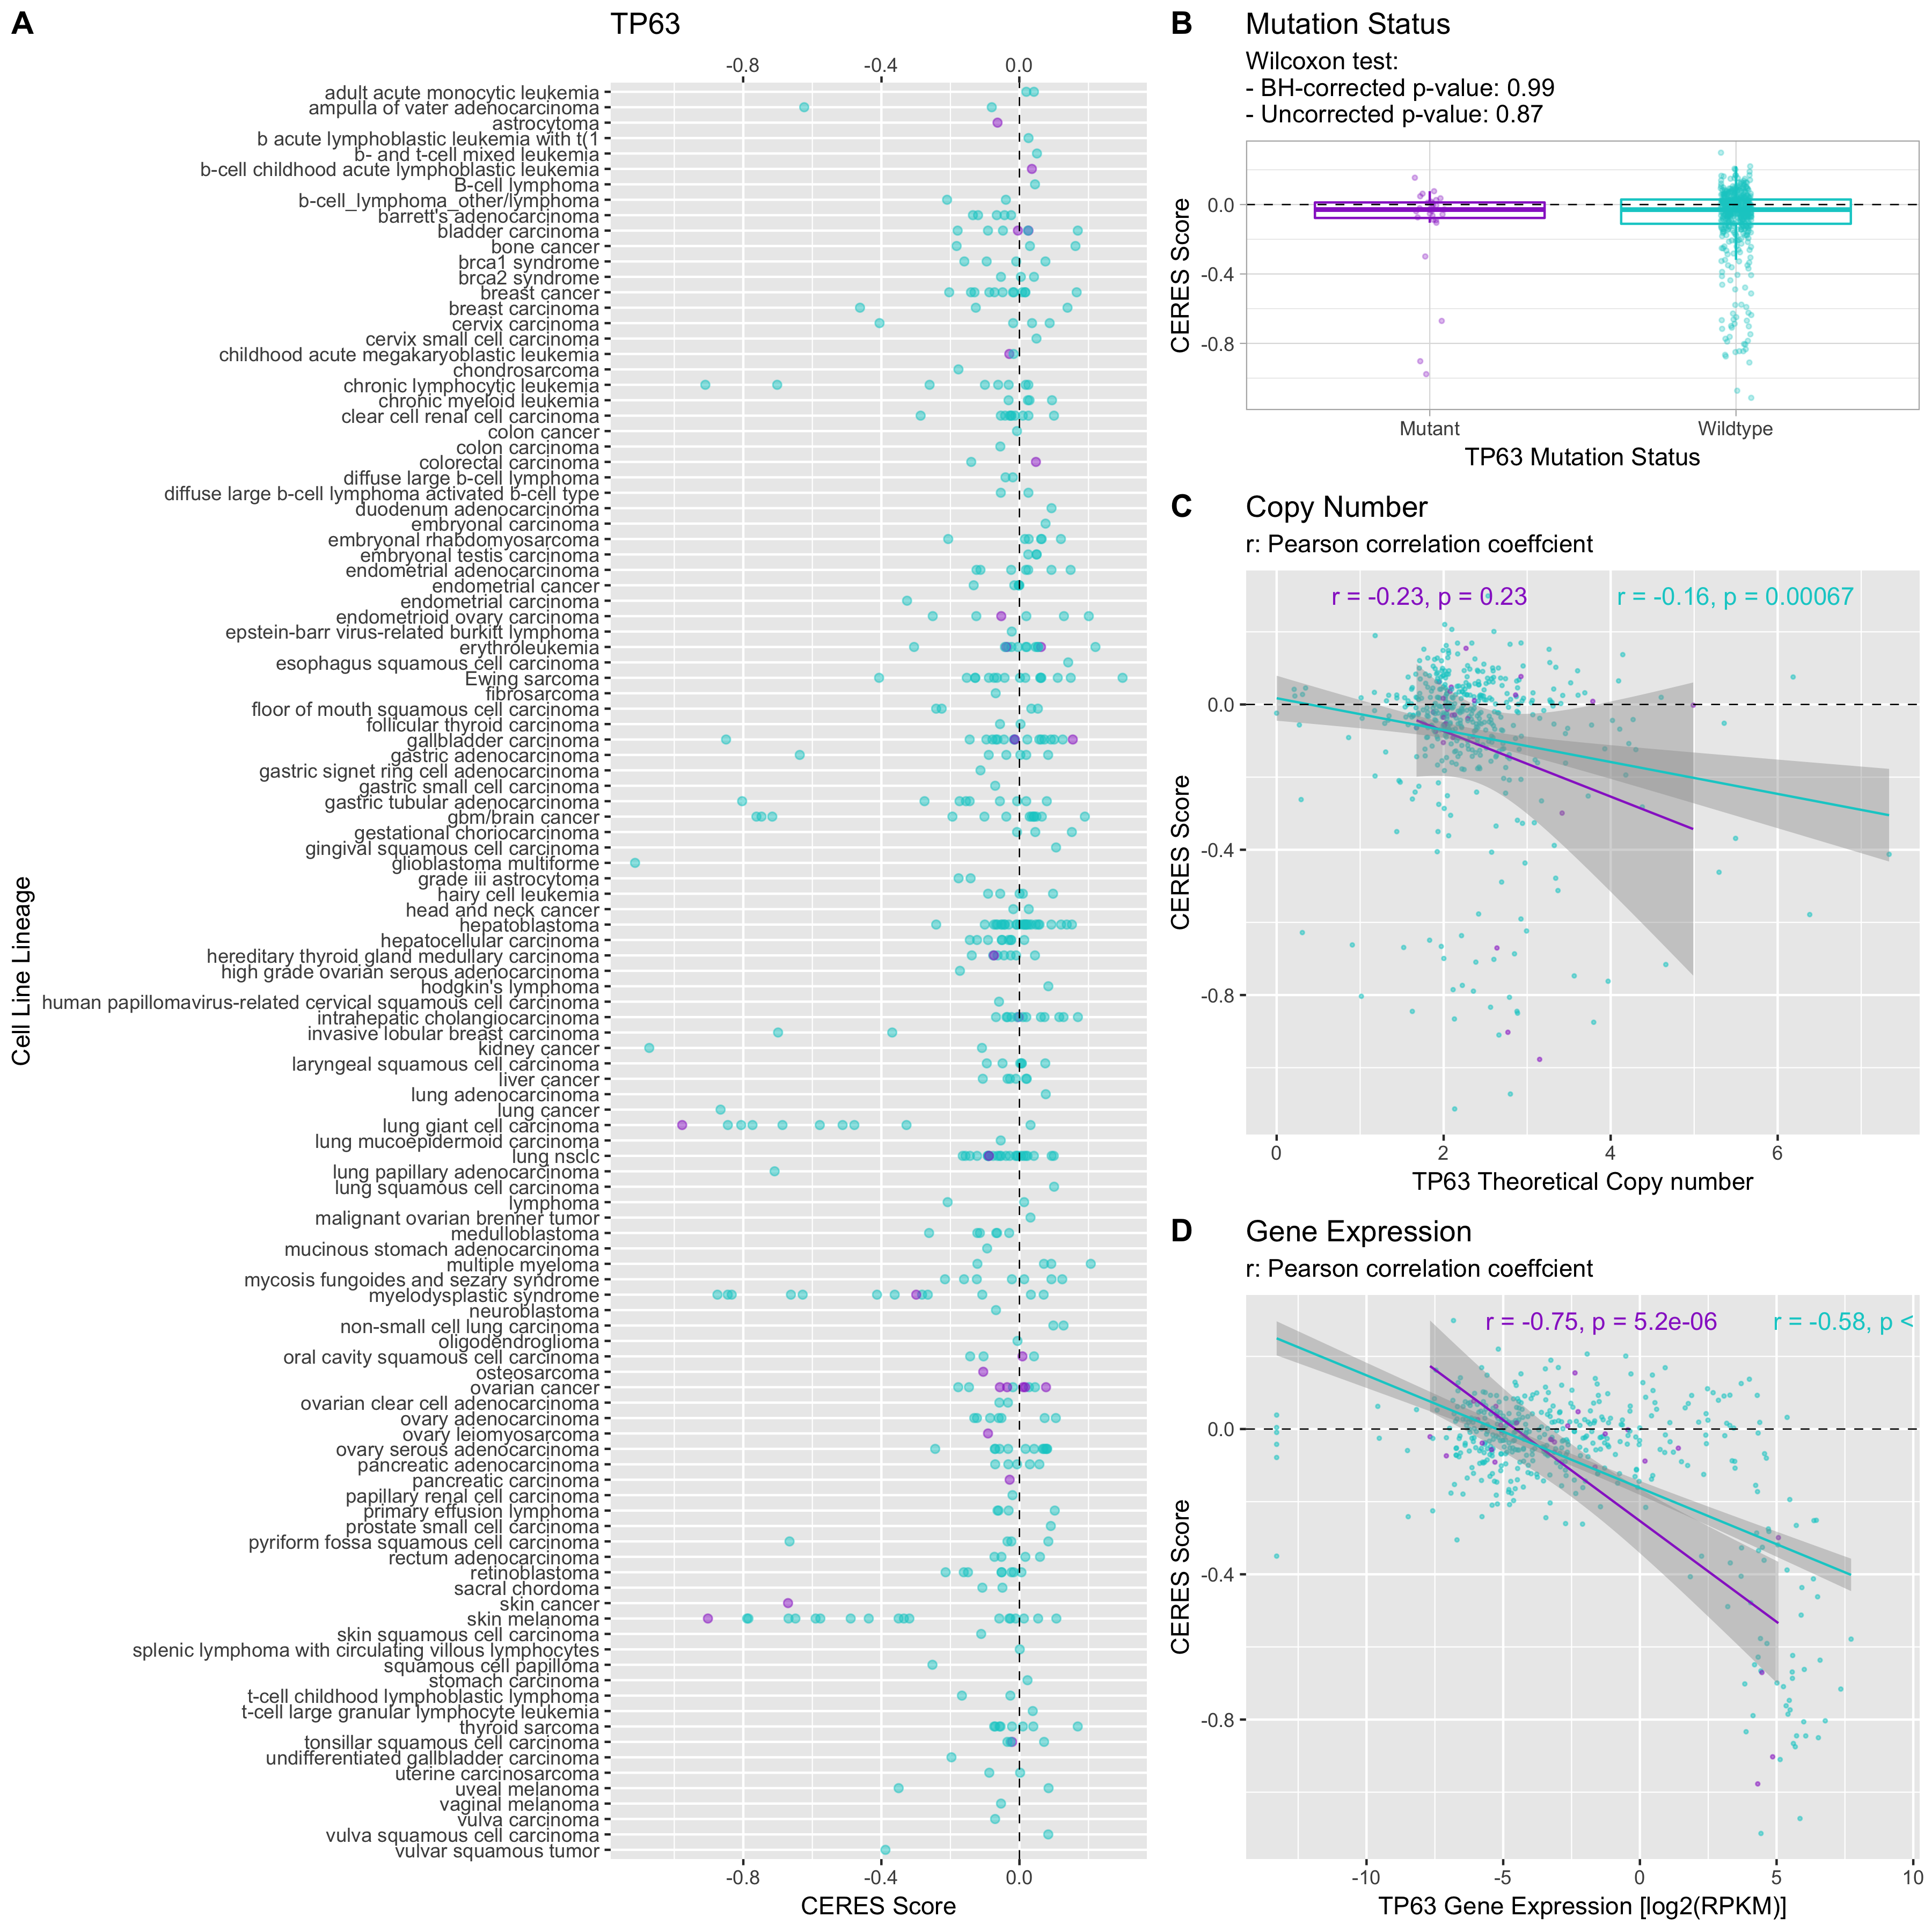 A
TP63
-0.8
-0.4
0.0
adult acute monocytic leukemia
ampulla of vater adenocarcinoma
astrocytoma
b acute lymphoblastic leukemia with t(1
b- and t-cell mixed leukemia
b-cell childhood acute lymphoblastic leukemia
B-cell lymphoma
b-cell_lymphoma_other/lymphoma
barrett's adenocarcinoma
bladder carcinoma
bone cancer
brca1 syndrome
brca2 syndrome
breast cancer
breast carcinoma
cervix carcinoma
cervix small cell carcinoma
childhood acute megakaryoblastic leukemia
chondrosarcoma
chronic lymphocytic leukemia
chronic myeloid leukemia
clear cell renal cell carcinoma
colon cancer
colon carcinoma
colorectal carcinoma
diffuse large b-cell lymphoma
diffuse large b-cell lymphoma activated b-cell type
duodenum adenocarcinoma
embryonal carcinoma
embryonal rhabdomyosarcoma
embryonal testis carcinoma
endometrial adenocarcinoma
endometrial cancer
endometrial carcinoma
endometrioid ovary carcinoma
epstein-barr virus-related burkitt lymphoma
erythroleukemia
esophagus squamous cell carcinoma
Ewing sarcoma
fibrosarcoma
floor of mouth squamous cell carcinoma
follicular thyroid carcinoma
gallbladder carcinoma
gastric adenocarcinoma
gastric signet ring cell adenocarcinoma
gastric small cell carcinoma
gastric tubular adenocarcinoma
gbm/brain cancer
gestational choriocarcinoma
gingival squamous cell carcinoma
glioblastoma multiforme
grade iii astrocytoma
hairy cell leukemia
head and neck cancer
hepatoblastoma
hepatocellular carcinoma
hereditary thyroid gland medullary carcinoma
high grade ovarian serous adenocarcinoma
hodgkin's lymphoma
human papillomavirus-related cervical squamous cell carcinoma
intrahepatic cholangiocarcinoma
invasive lobular breast carcinoma
kidney cancer
laryngeal squamous cell carcinoma
liver cancer
lung adenocarcinoma
lung cancer
lung giant cell carcinoma
lung mucoepidermoid carcinoma
lung nsclc
lung papillary adenocarcinoma
lung squamous cell carcinoma
lymphoma
malignant ovarian brenner tumor
medulloblastoma
mucinous stomach adenocarcinoma
multiple myeloma
mycosis fungoides and sezary syndrome
myelodysplastic syndrome
neuroblastoma
non-small cell lung carcinoma
oligodendroglioma
oral cavity squamous cell carcinoma
osteosarcoma
ovarian cancer
ovarian clear cell adenocarcinoma
ovary adenocarcinoma
ovary leiomyosarcoma
ovary serous adenocarcinoma
pancreatic adenocarcinoma
pancreatic carcinoma
papillary renal cell carcinoma
primary effusion lymphoma
prostate small cell carcinoma
pyriform fossa squamous cell carcinoma
rectum adenocarcinoma
retinoblastoma
sacral chordoma
skin cancer
skin melanoma
skin squamous cell carcinoma
splenic lymphoma with circulating villous lymphocytes
squamous cell papilloma
stomach carcinoma
t-cell childhood lymphoblastic lymphoma
t-cell large granular lymphocyte leukemia
thyroid sarcoma
tonsillar squamous cell carcinoma
undifferentiated gallbladder carcinoma
uterine carcinosarcoma
uveal melanoma
vaginal melanoma
vulva carcinoma
vulva squamous cell carcinoma
vulvar squamous tumor
-0.8
-0.4
0.0
CERES Score
Cell Line Lineage
B
Mutation Status
Wilcoxon test:
- BH-corrected p-value: 0.99
- Uncorrected p-value: 0.87
0.0
-0.4
-0.8
CERES Score
Mutant
Wildtype
TP63 Mutation Status
C
Copy Number
r: Pearson correlation coeffcient
r = -0.23, p = 0.23
r = -0.16, p = 0.00067
0.0
-0.4
-0.8
CERES Score
0
2
4
6
TP63 Theoretical Copy number
D
Gene Expression
r: Pearson correlation coeffcient
r = -0.75, p = 5.2e-06
r = -0.58, p <
0.0
-0.4
-0.8
CERES Score
-10
-5
0
5
10
TP63 Gene Expression [log2(RPKM)]